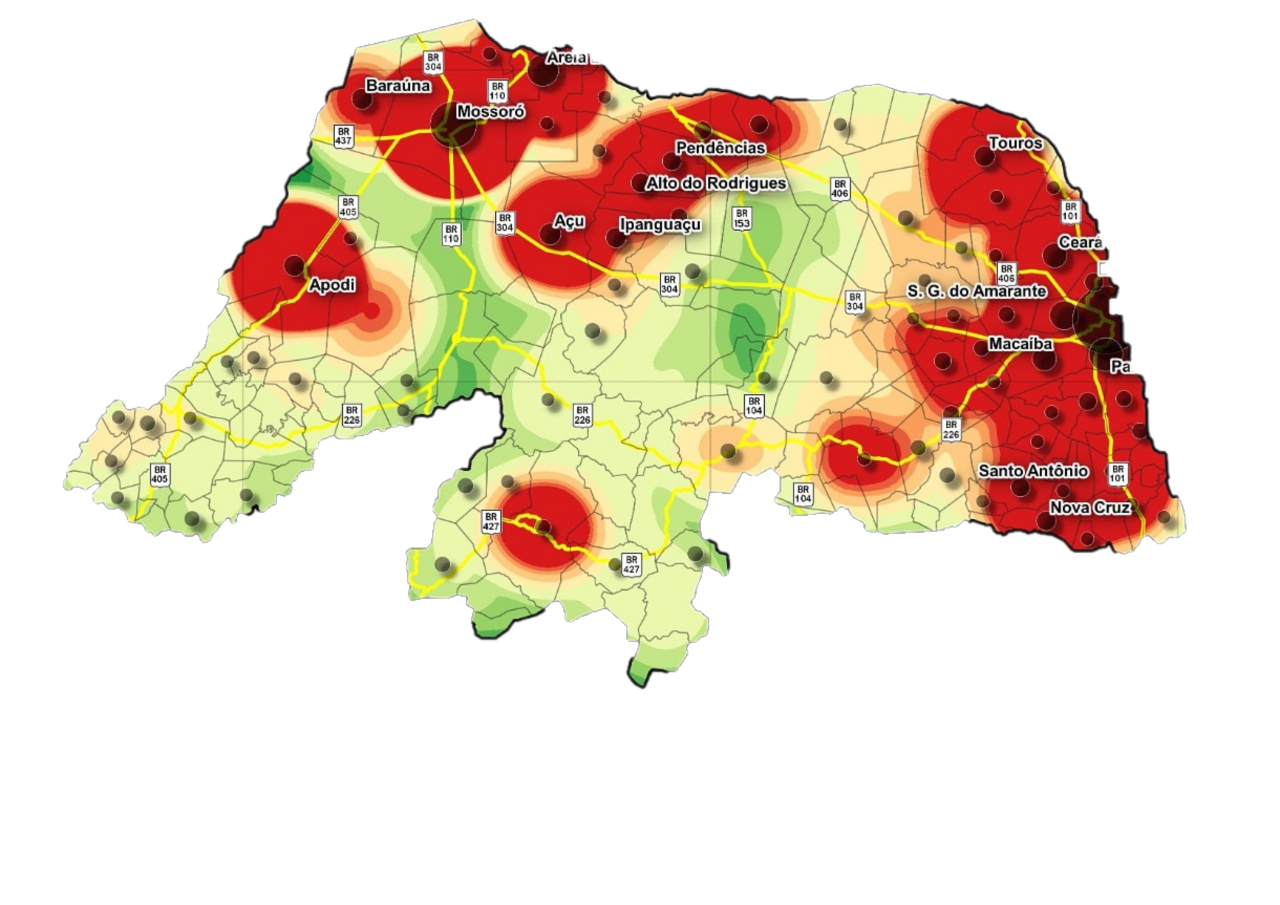 Areia
BR
304
Baraúna
BR
110
Mossoró
BR
437
Pendências
Touros
Alto do Rodrigues
BR
406
BR
405
BR
101
BR
153
Açu
Ipanguaçu
BR
304
BR
110
Ceará
BR
406
Apodi
BR
304
S. G. do Amarante
BR
304
Macaíba
Pa
BR
104
BR
226
BR
226
BR
226
BR
405
Santo Antônio
BR
101
BR
104
Nova Cruz
BR
427
BR
427